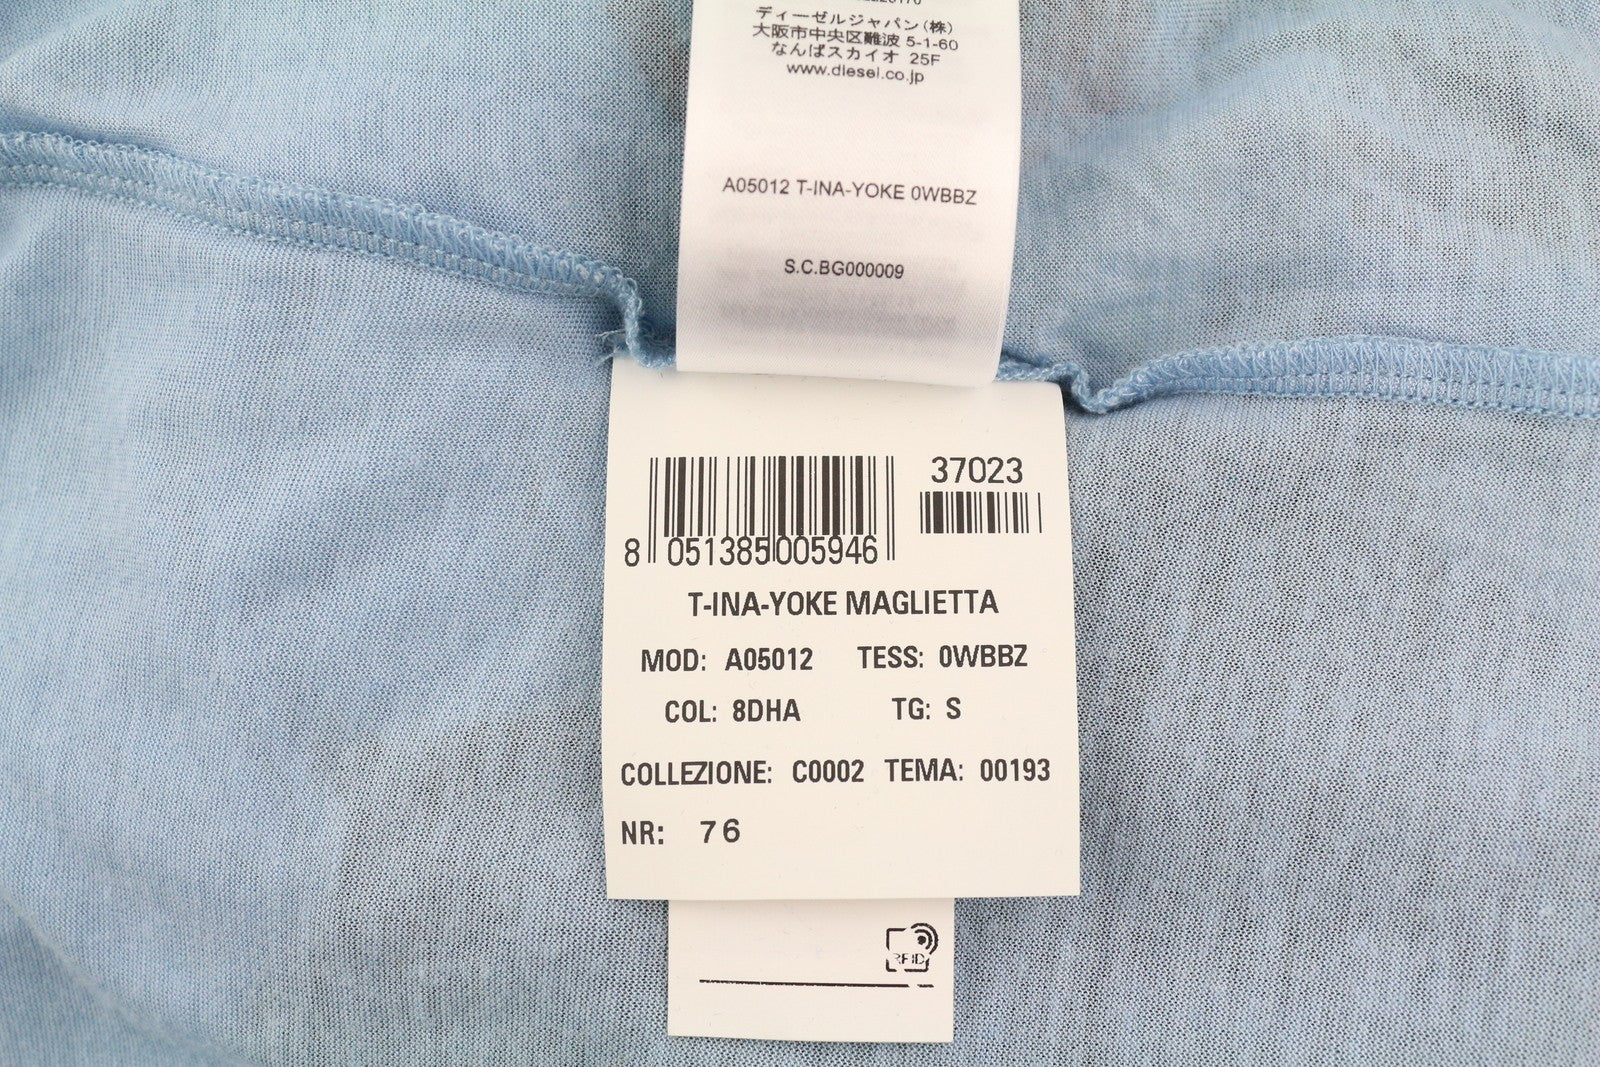 ディーゼルジャパン(株)
大阪市中央区難波 5-1-60
なんばスカイオ 25F
www.diesel.co.jp
A05012 T-INA-YOKE 0WBBZ
S.C.BG000009
37023
8 051385 005946
T-INA-YOKE MAGLIETTA
MOD: A05012 TESS: 0WBBZ
COL: 8DHA TG: S
COLLEZIONE: C0002 TEMA: 00193
NR: 76
RFID